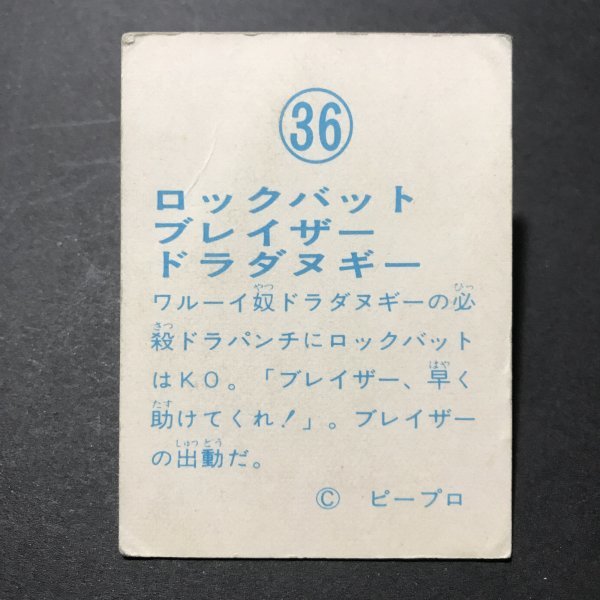 36
ロックバット
ブレイザー
ドラダヌギー
ワルーイ奴ドラダヌギーの必
殺ドラパンチにロックバット
はKO。「ブレイザー、早く
助けてくれ!」。ブレイザー
の出動だ。
© ピープロ